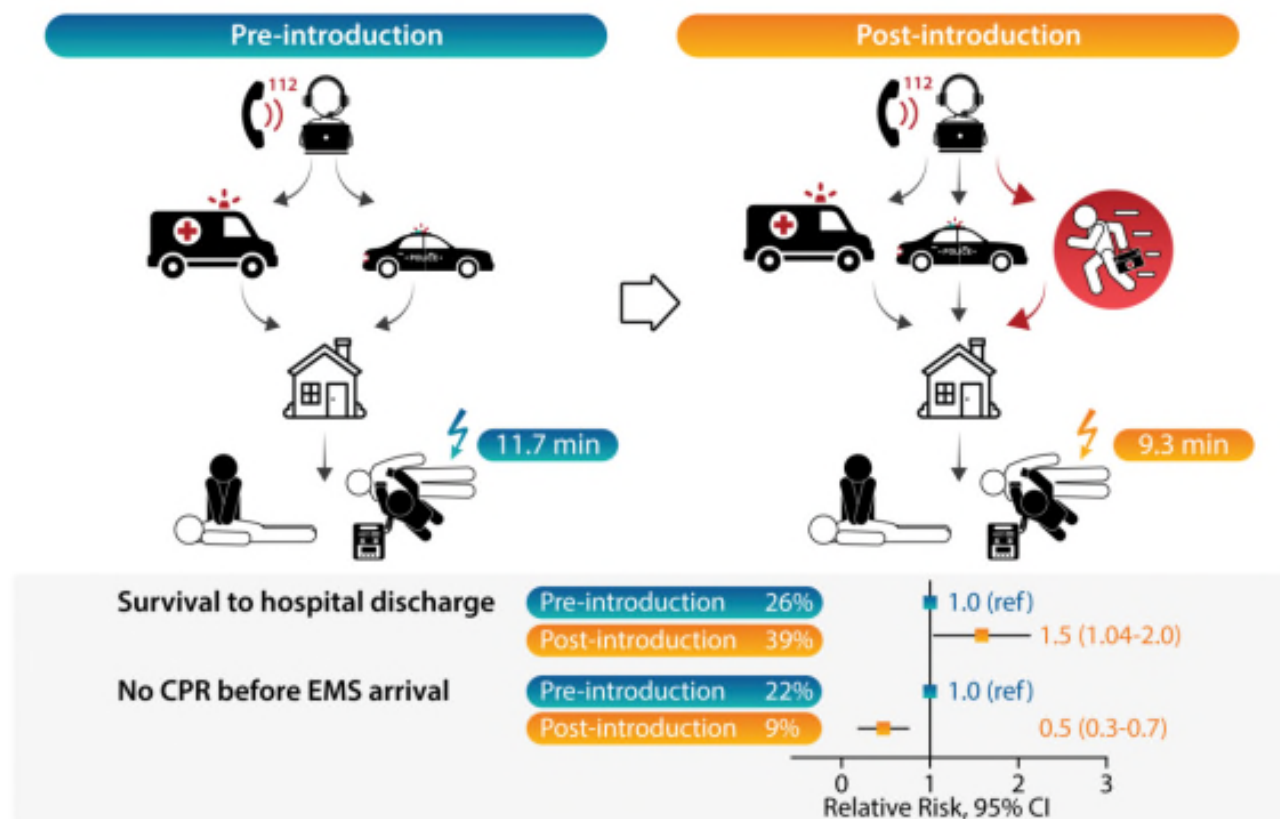 Pre-introduction
Post-introduction
112
112
POLICE
POLICE
11.7 min
9.3 min
Survival to hospital discharge
Pre-introduction 26%
1.0 (ref)
Post-introduction 39%
1.5 (1.04-2.0)
No CPR before EMS arrival
Pre-introduction 22%
1.0 (ref)
Post-introduction 9%
0.5 (0.3-0.7)
0 1 2 3
Relative Risk, 95% CI